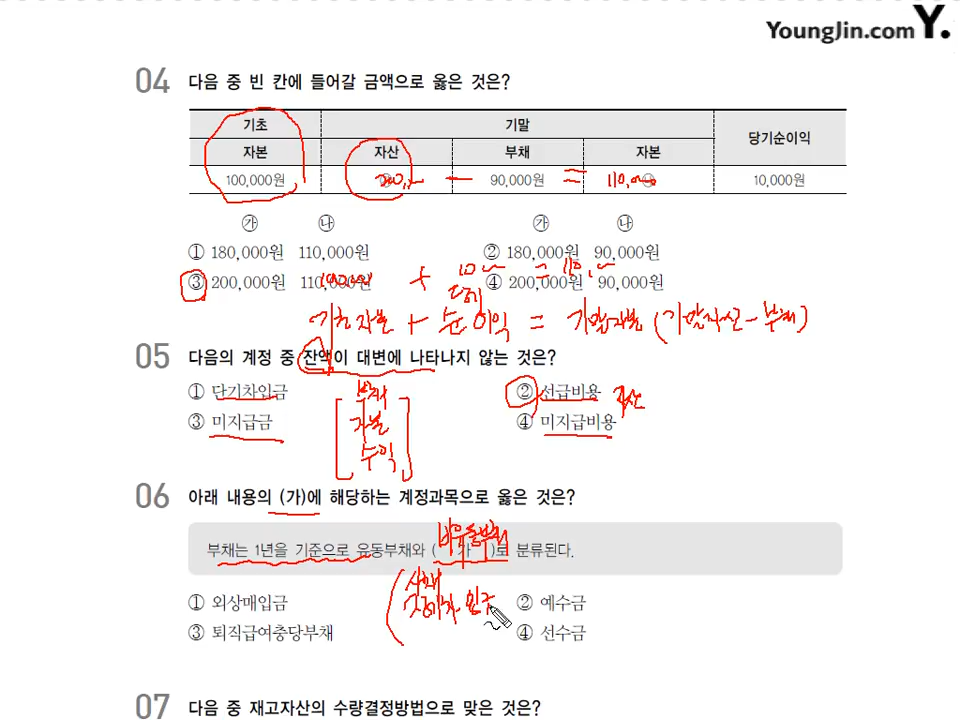 YoungJin.com Y.
04 다음 중 빈 칸에 들어갈 금액으로 옳은 것은?
기초 기말 당기순이익
자본 자산 부채 자본
100,000원 200, — 90,000원 = 110,000 10,000원
㉮ ㉯ ㉮ ㉯
① 180,000원 110,000원 ② 180,000원 90,000원
③ 200,000원 110,000원 ④ 200,000원 90,000원
+ 10 = 110,
당기
기초자본 + 순이익 = 기말자본 (기말자산 - 부채)
05 다음의 계정 중 잔액이 대변에 나타나지 않는 것은?
① 단기차입금 ② 선급비용 자산
③ 미지급금 ④ 미지급비용
부채
자본
수익
06 아래 내용의 (가)에 해당하는 계정과목으로 옳은 것은?
비유동부채
부채는 1년을 기준으로 유동부채와 ( 가 )로 분류된다.
사채
① 외상매입금 ② 예수금
③ 퇴직급여충당부채 ④ 선수금
07 다음 중 재고자산의 수량결정방법으로 맞은 것은?